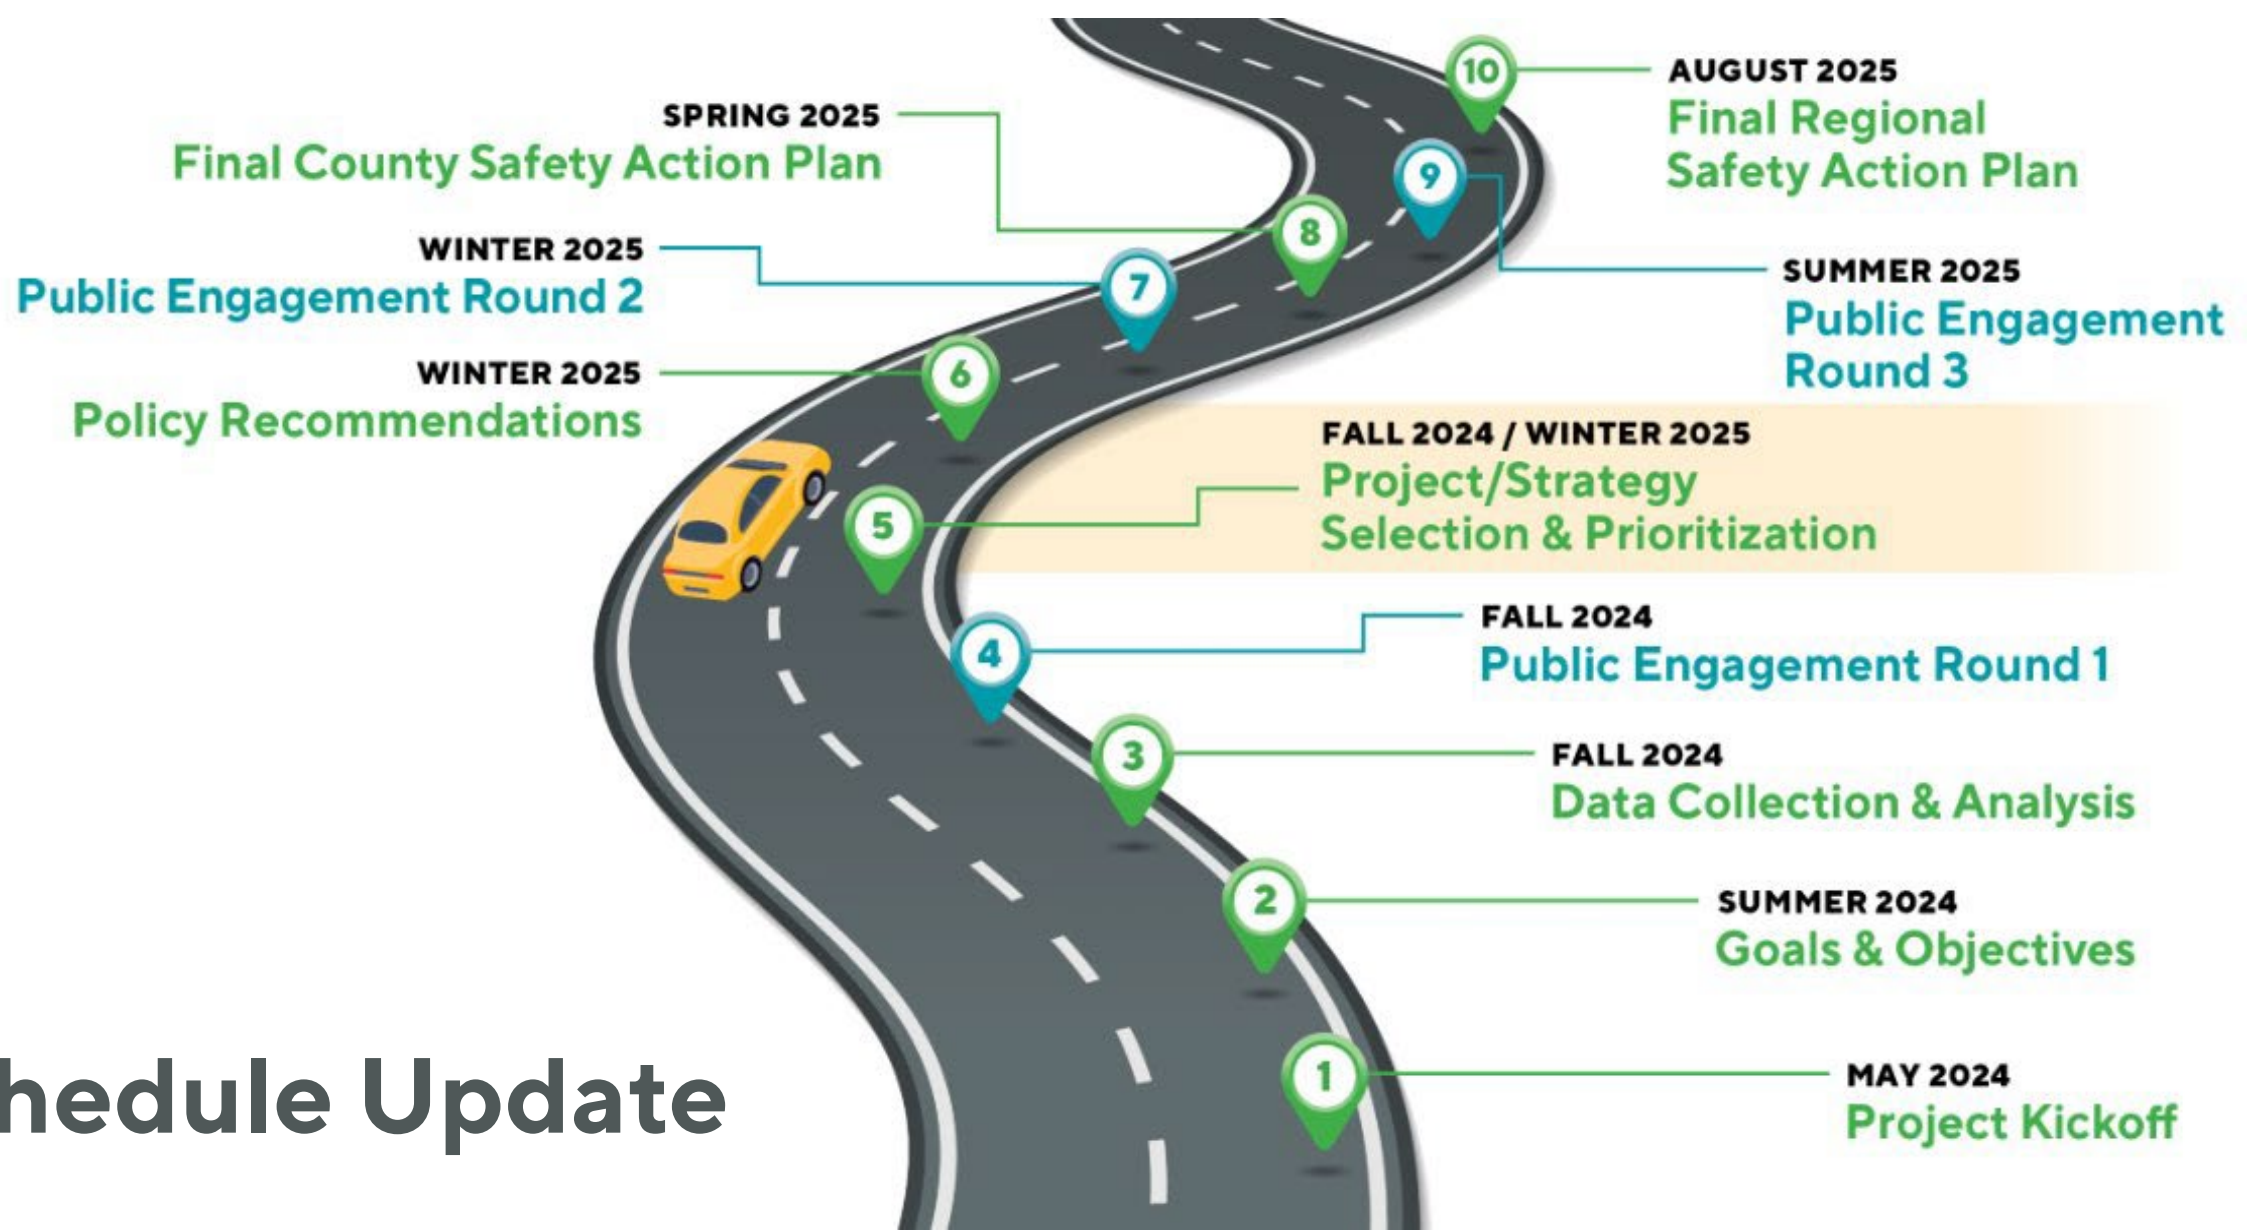 10
AUGUST 2025
Final Regional
Safety Action Plan
SPRING 2025
Final County Safety Action Plan
9
8
WINTER 2025
Public Engagement Round 2
7
SUMMER 2025
Public Engagement
Round 3
WINTER 2025
Policy Recommendations
6
FALL 2024 / WINTER 2025
Project/Strategy
Selection & Prioritization
5
4
FALL 2024
Public Engagement Round 1
3
FALL 2024
Data Collection & Analysis
2
SUMMER 2024
Goals & Objectives
1
MAY 2024
Project Kickoff
hedule Update